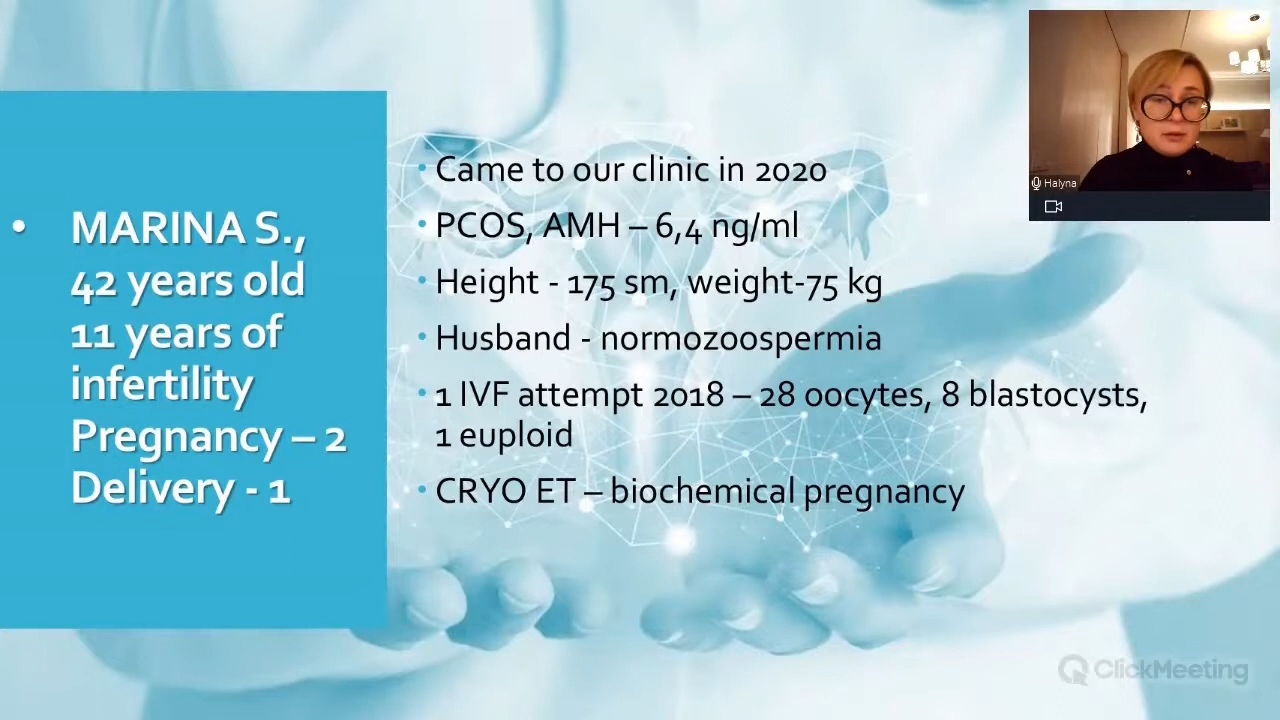 • MARINA S.,
42 years old
11 years of
infertility
Pregnancy – 2
Delivery - 1
• Came to our clinic in 2020
• PCOS, AMH – 6,4 ng/ml
• Height - 175 sm, weight-75 kg
• Husband - normozoospermia
• 1 IVF attempt 2018 – 28 oocytes, 8 blastocysts,
1 euploid
• CRYO ET – biochemical pregnancy
Halyna
ClickMeeting